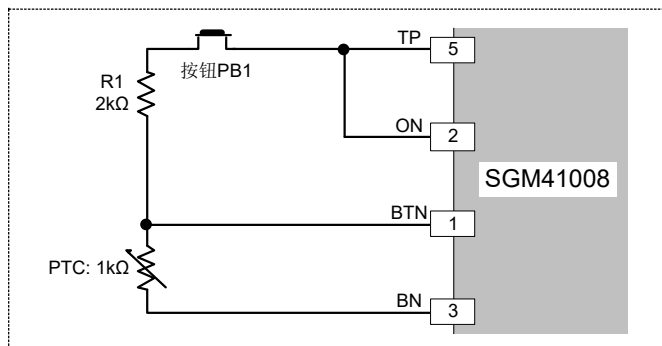 TP
5
按钮PB1
R1
2kΩ
ON
2
SGM41008
BTN
1
PTC: 1kΩ
BN
3